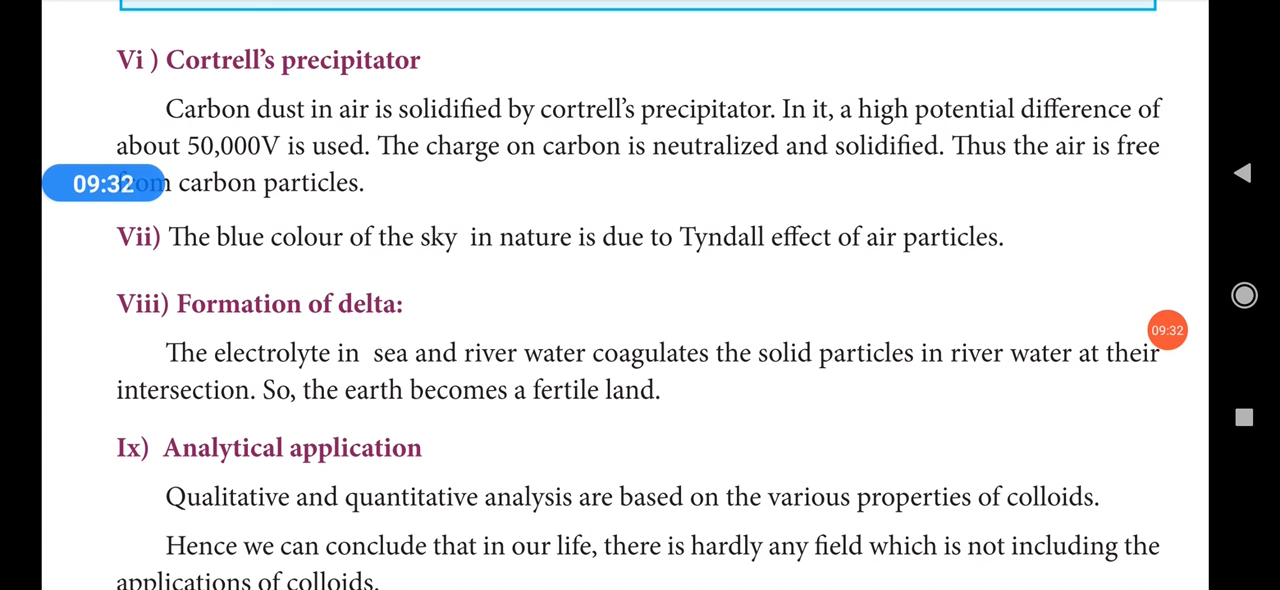 Vi ) Cortrell's precipitator
Carbon dust in air is solidified by cortrell's precipitator. In it, a high potential difference of
about 50,000V is used. The charge on carbon is neutralized and solidified. Thus the air is free
09:32 om carbon particles.
Vii) The blue colour of the sky in nature is due to Tyndall effect of air particles.
Viii) Formation of delta:
09:32
The electrolyte in sea and river water coagulates the solid particles in river water at their
intersection. So, the earth becomes a fertile land.
Ix) Analytical application
Qualitative and quantitative analysis are based on the various properties of colloids.
Hence we can conclude that in our life, there is hardly any field which is not including the
applications of colloids.